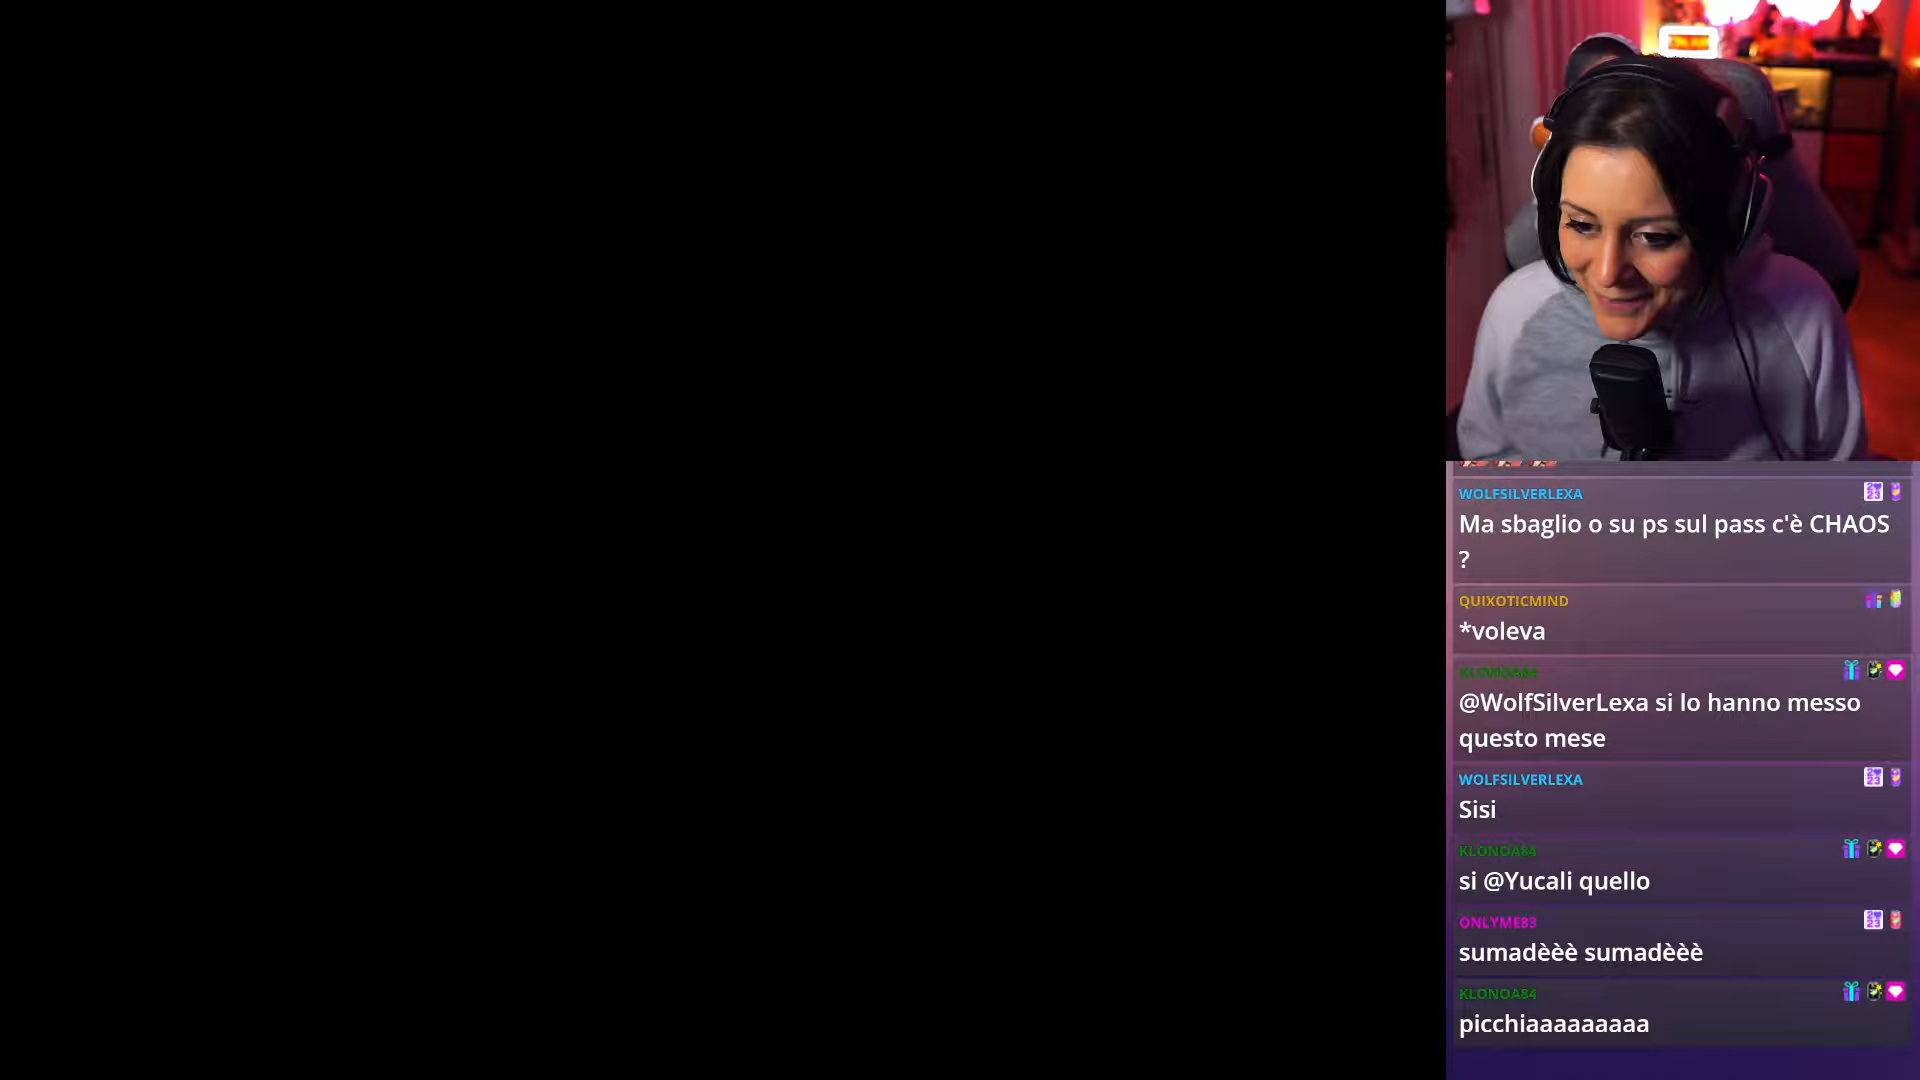 WOLFSILVERLEXA
Ma sbaglio o su ps sul pass c'è CHAOS
?
QUIXOTICMIND
*voleva
KLONOA84
@WolfSilverLexa si lo hanno messo
questo mese
WOLFSILVERLEXA
Sisi
KLONOA84
si @Yucali quello
ONLYME83
sumadèèè sumadèèè
KLONOA84
picchiaaaaaaaaa